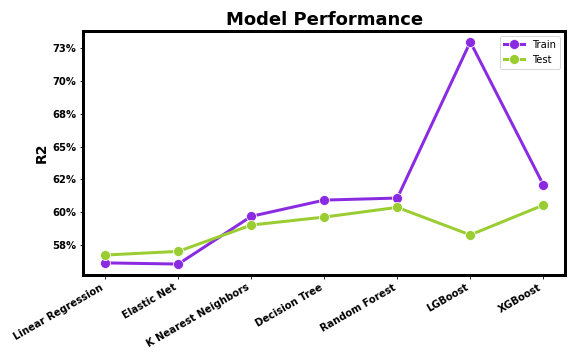 Model Performance
73%
70%
68%
65%
62%
60%
58%
R2
Train
Test
Linear Regression
Elastic Net
K Nearest Neighbors
Decision Tree
Random Forest
LGBoost
XGBoost